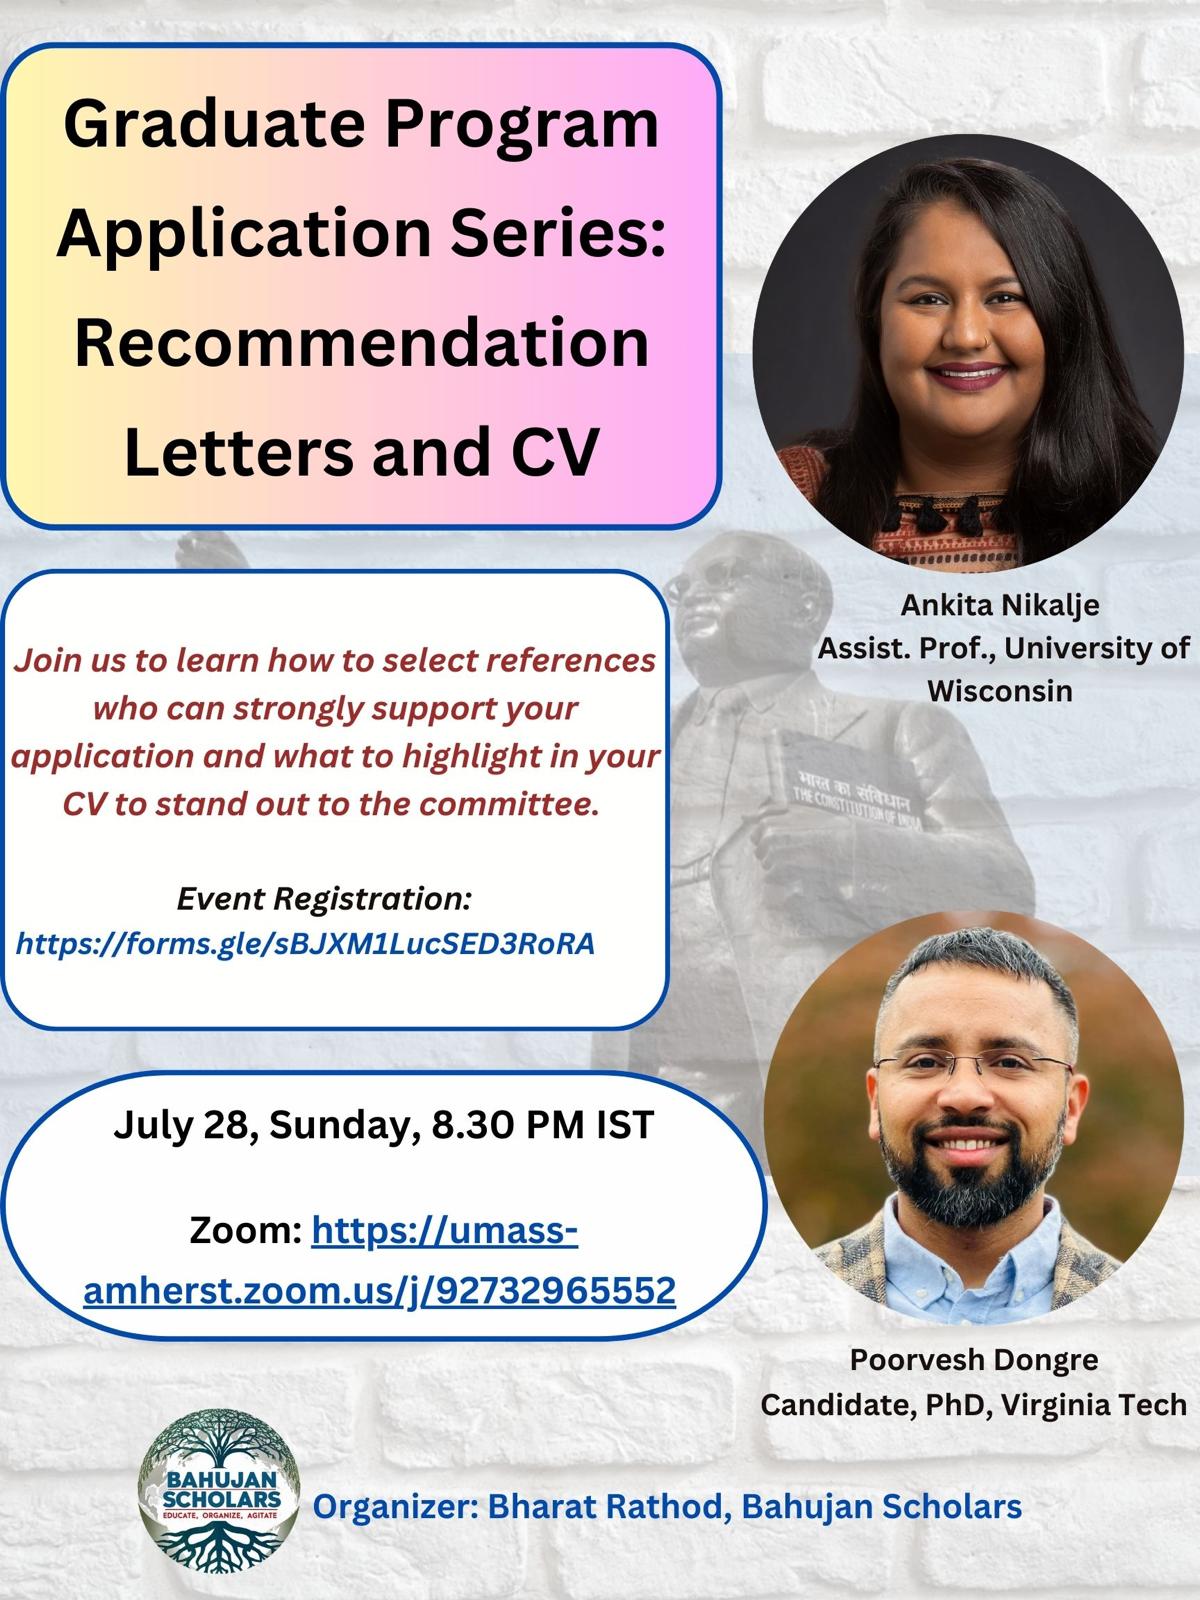 Graduate Program
Application Series:
Recommendation
Letters and CV
Ankita Nikalje
Assist. Prof., University of
Wisconsin
Join us to learn how to select references
who can strongly support your
application and what to highlight in your
CV to stand out to the committee.
Event Registration:
https://forms.gle/sBJXM1LucSED3RoRA
भारत का संविधान
THE CONSTITUTION OF INDIA
July 28, Sunday, 8.30 PM IST
Zoom: https://umass-
amherst.zoom.us/j/92732965552
Poorvesh Dongre
Candidate, PhD, Virginia Tech
BAHUJAN
SCHOLARS
EDUCATE, ORGANIZE, AGITATE
Organizer: Bharat Rathod, Bahujan Scholars